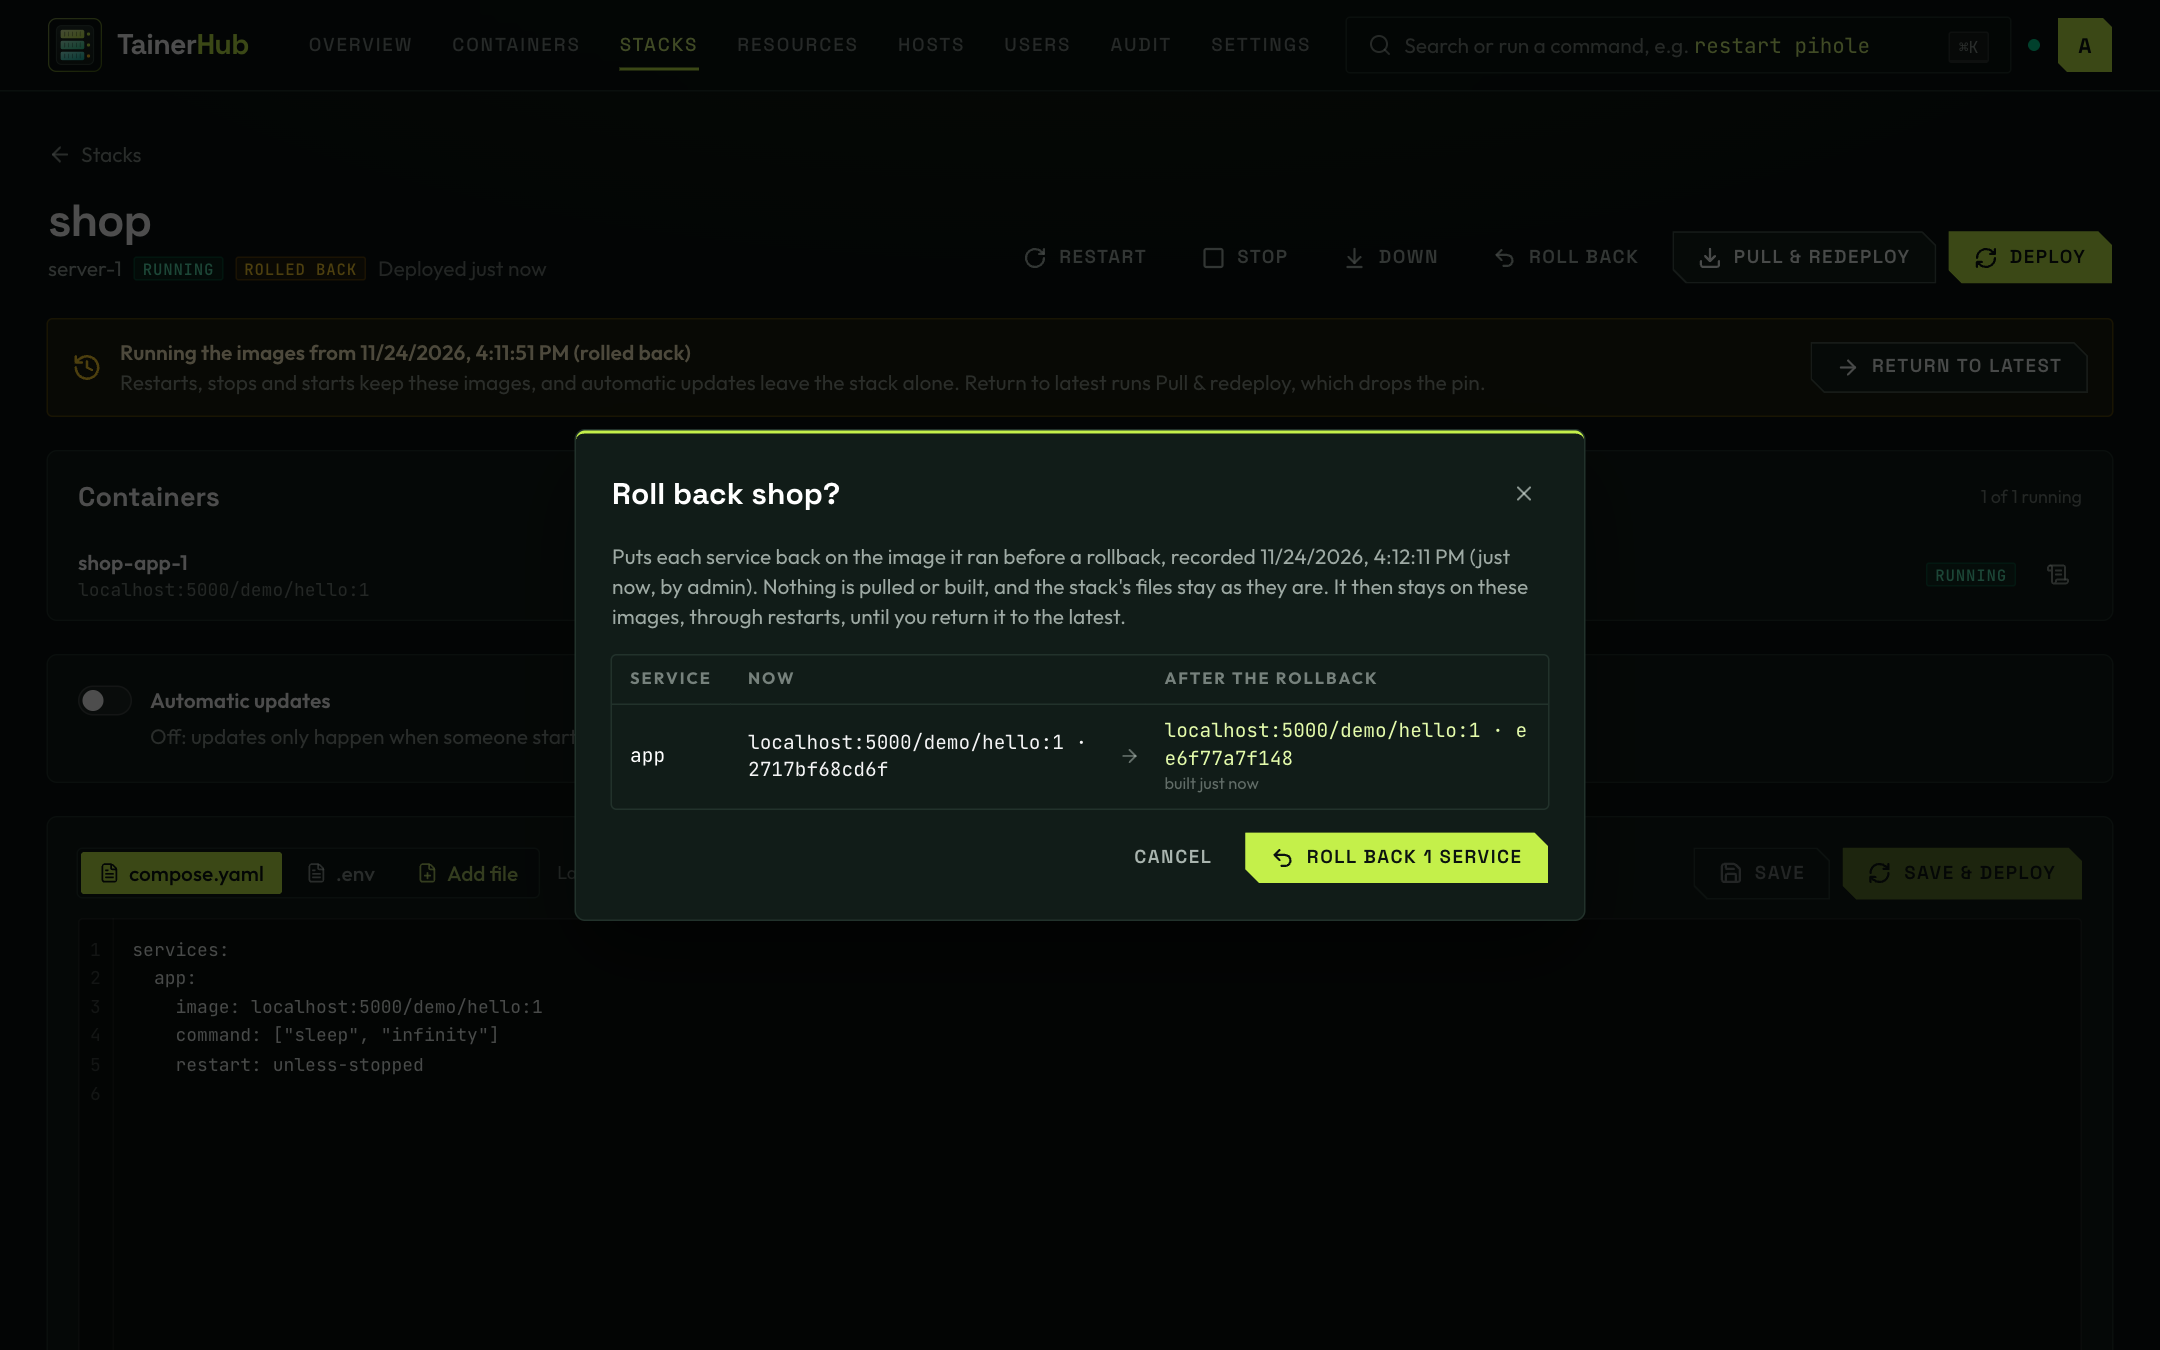 TainerHub OVERVIEW CONTAINERS STACKS RESOURCES HOSTS USERS AUDIT SETTINGS Search or run a command, e.g. restart pihole ⌘K A
Stacks
shop
server-1 RUNNING ROLLED BACK Deployed just now
RESTART STOP DOWN ROLL BACK PULL & REDEPLOY DEPLOY
Running the images from 11/24/2026, 4:11:51 PM (rolled back)
Restarts, stops and starts keep these images, and automatic updates leave the stack alone. Return to latest runs Pull & redeploy, which drops the pin.
RETURN TO LATEST
Containers
1 of 1 running
shop-app-1
localhost:5000/demo/hello:1
RUNNING
Automatic updates
Off: updates only happen when someone start
Roll back shop?
Puts each service back on the image it ran before a rollback, recorded 11/24/2026, 4:12:11 PM (just
now, by admin). Nothing is pulled or built, and the stack's files stay as they are. It then stays on these
images, through restarts, until you return it to the latest.
SERVICE NOW AFTER THE ROLLBACK
app
localhost:5000/demo/hello:1 ·
2717bf68cd6f
localhost:5000/demo/hello:1 · e
e6f77a7f148
built just now
CANCEL ROLL BACK 1 SERVICE
compose.yaml .env Add file
SAVE SAVE & DEPLOY
1 services:
2 app:
3 image: localhost:5000/demo/hello:1
4 command: ["sleep", "infinity"]
5 restart: unless-stopped
6